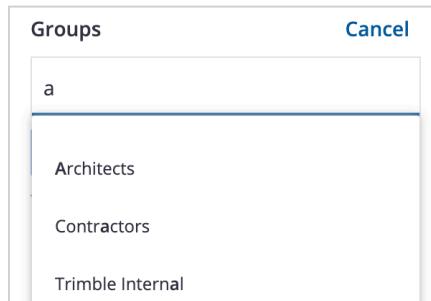 Groups Cancel
a
Architects
Contractors
Trimble Internal